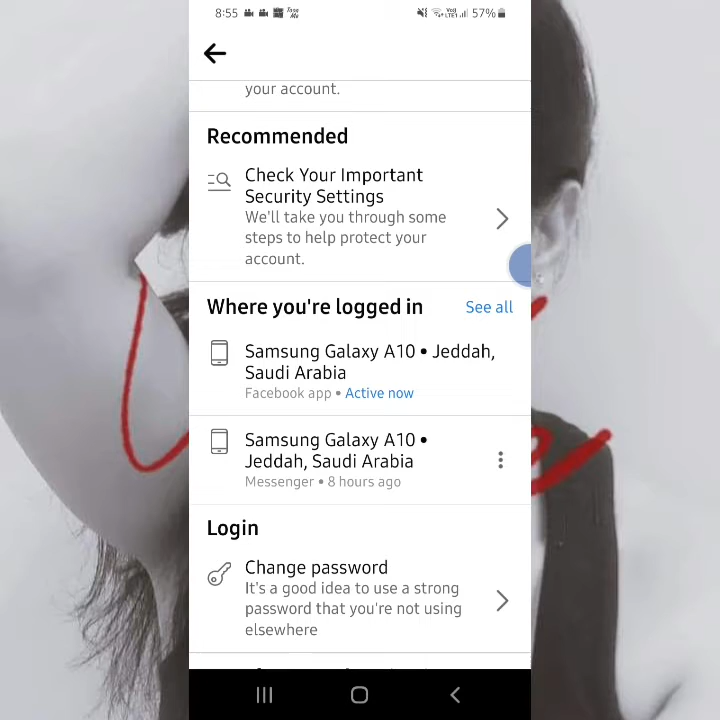 8:55
57%
your account.
Recommended
Check Your Important
Security Settings
We'll take you through some
steps to help protect your
account.
Where you're logged in See all
Samsung Galaxy A10 • Jeddah,
Saudi Arabia
Facebook app • Active now
Samsung Galaxy A10 •
Jeddah, Saudi Arabia
Messenger • 8 hours ago
Login
Change password
It's a good idea to use a strong
password that you're not using
elsewhere